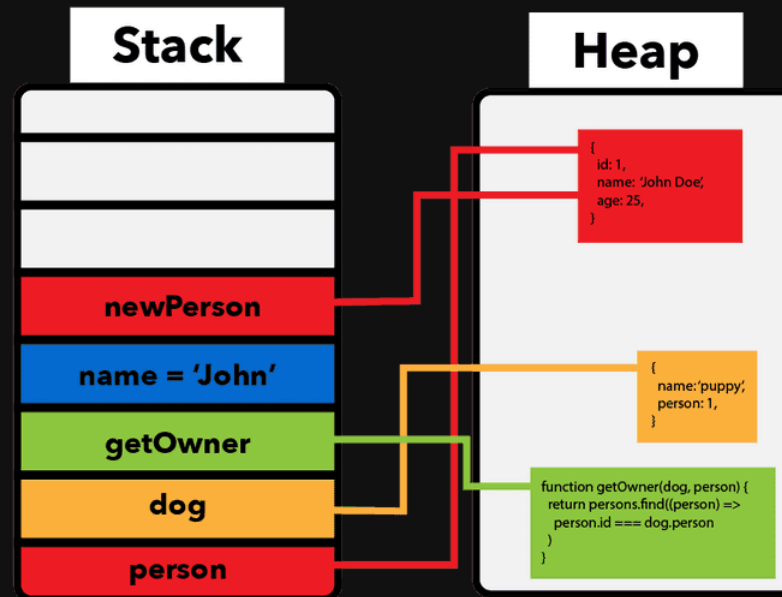 Stack
Heap
newPerson
name = ‘John’
getOwner
dog
person
{
id: 1,
name: ‘John Doe’,
age: 25,
}
{
name: ‘puppy’,
person: 1,
}
function getOwner(dog, person) {
return persons.find((person) =>
person.id === dog.person
)
}